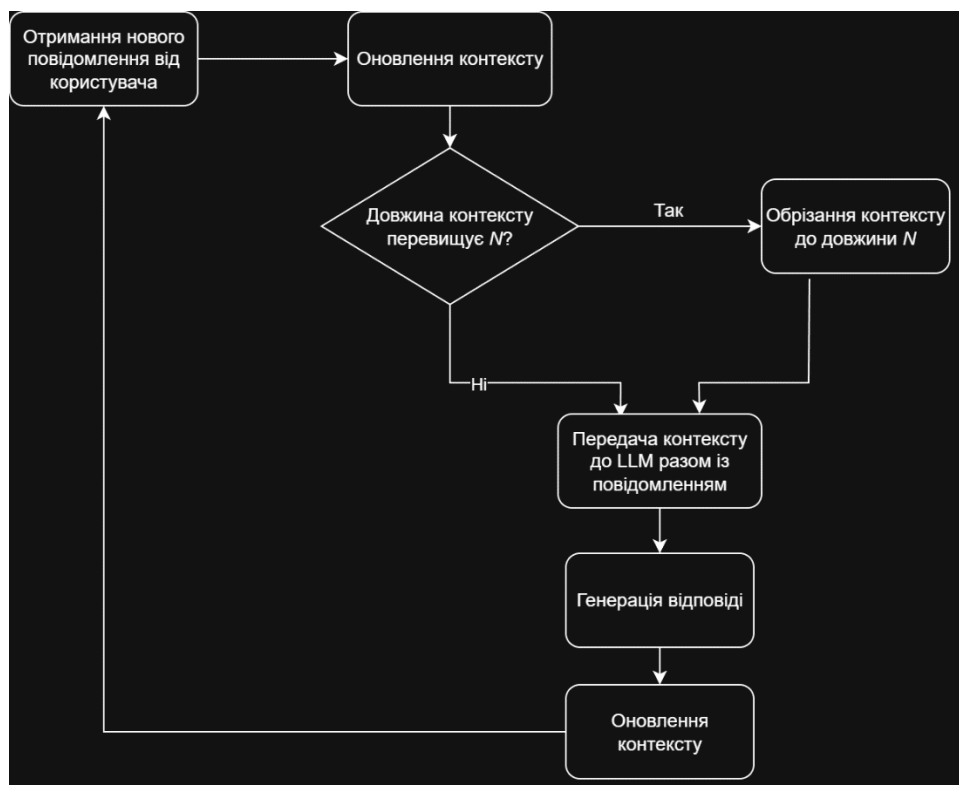 Отримання нового
повідомлення від
користувача
Оновлення контексту
Довжина контексту
перевищує N?
Так
Обрізання контексту
до довжини N
Ні
Передача контексту
до LLM разом із
повідомленням
Генерація відповіді
Оновлення
контексту